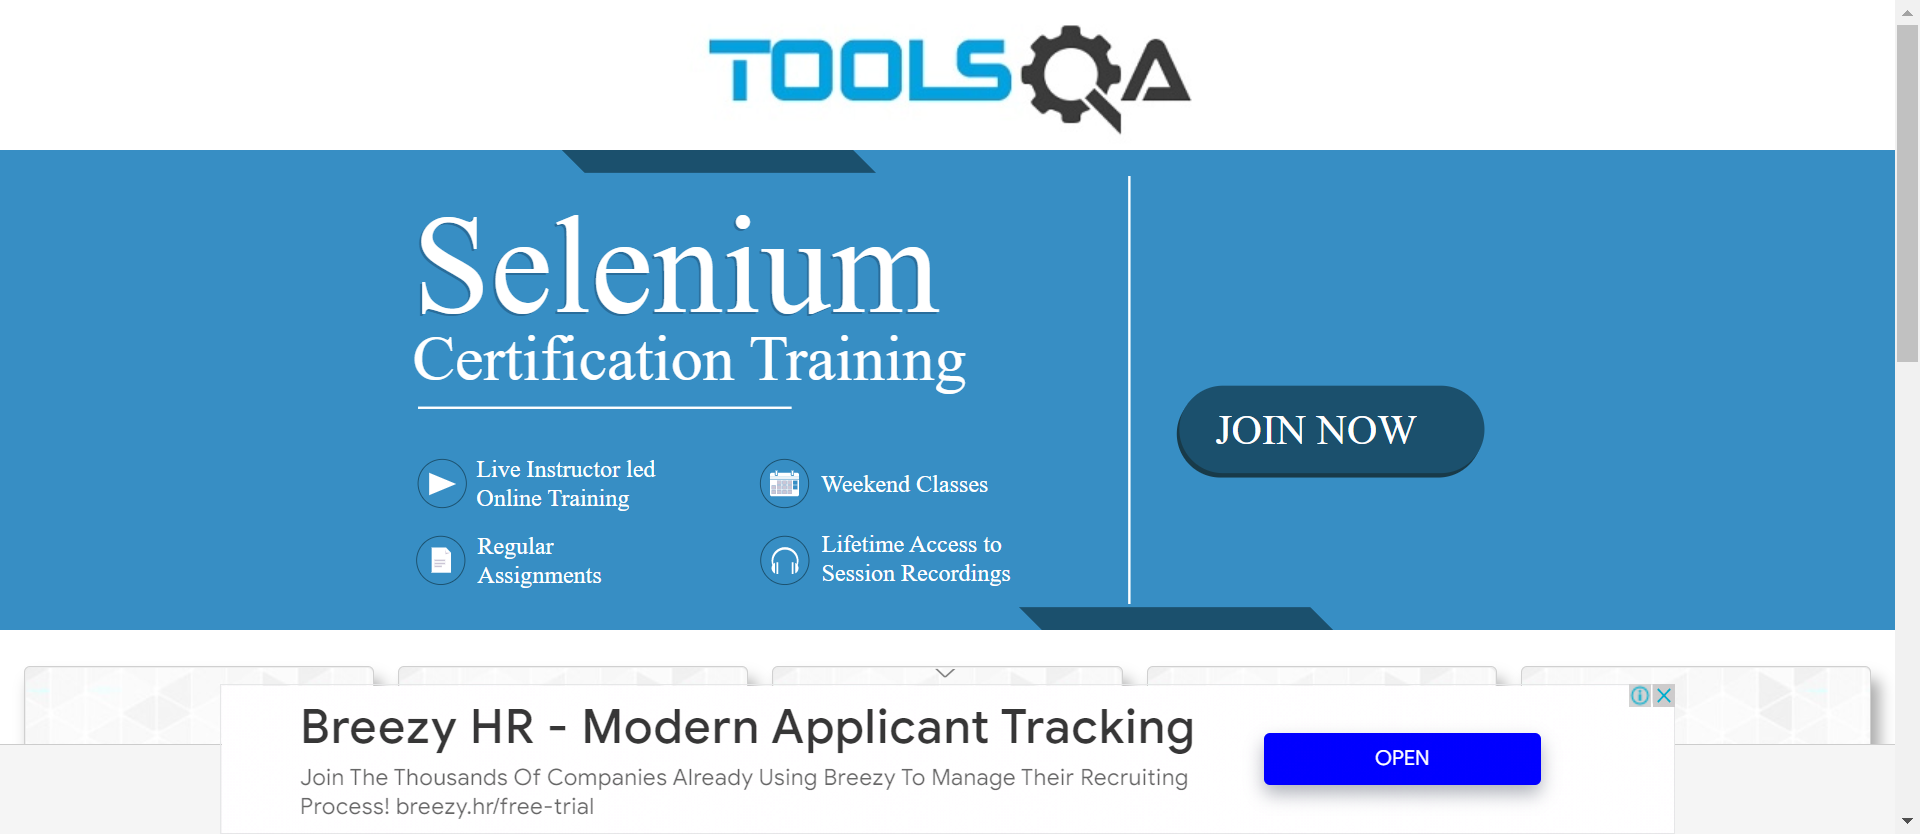 TOOLSQA
Selenium
Certification Training
JOIN NOW
Live Instructor led
Online Training
Weekend Classes
Regular
Assignments
Lifetime Access to
Session Recordings
Breezy HR - Modern Applicant Tracking
Join The Thousands Of Companies Already Using Breezy To Manage Their Recruiting
Process! breezy.hr/free-trial
OPEN